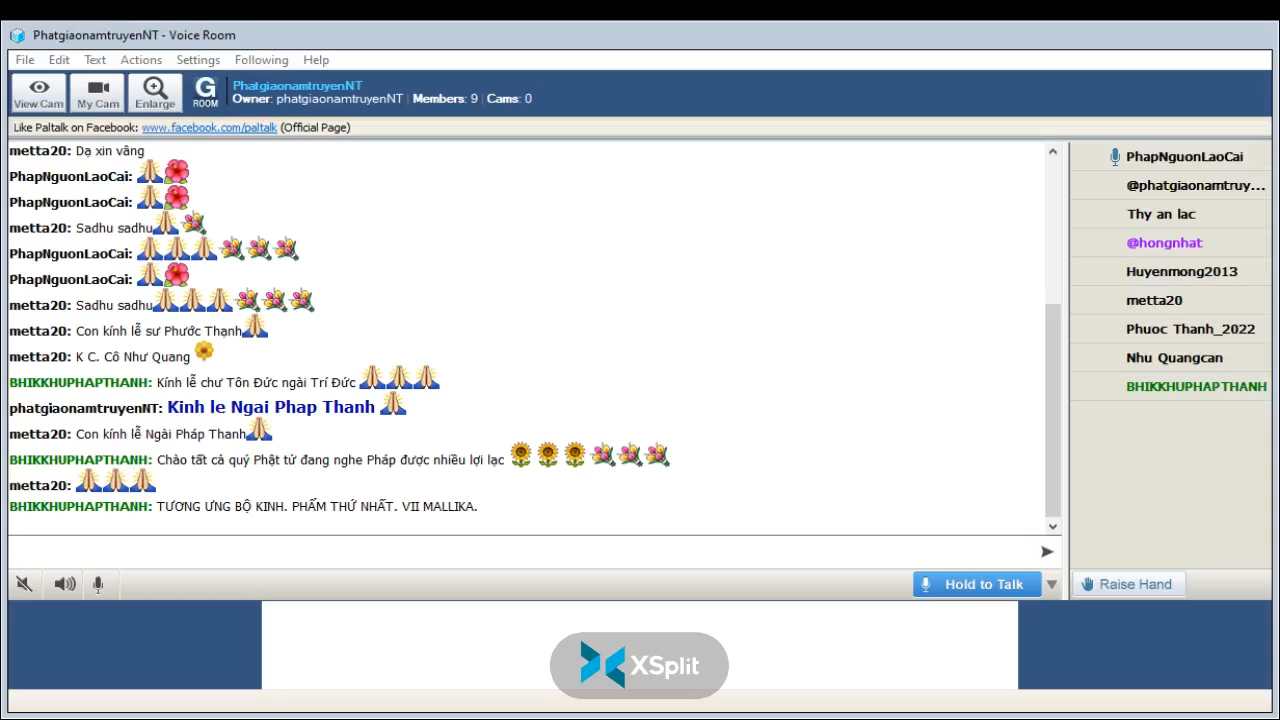 PhatgiaonamtruyenNT - Voice Room
File Edit Text Actions Settings Following Help
View Cam My Cam Enlarge G ROOM
PhatgiaonamtruyenNT
Owner: phatgiaonamtruyenNT | Members: 9 | Cams: 0
Like Paltalk on Facebook: www.facebook.com/paltalk (Official Page)
metta20: Dạ xin vâng
PhapNguonLaoCai:
PhapNguonLaoCai:
metta20: Sadhu sadhu
PhapNguonLaoCai:
PhapNguonLaoCai:
metta20: Sadhu sadhu
metta20: Con kính lễ sư Phước Thạnh
metta20: K C. Cô Như Quang
BHIKKHUPHAPTHANH: Kính lễ chư Tôn Đức ngài Trí Đức
phatgiaonamtruyenNT: Kinh le Ngai Phap Thanh
metta20: Con kính lễ Ngài Pháp Thanh
BHIKKHUPHAPTHANH: Chào tất cả quý Phật tử đang nghe Pháp được nhiều lợi lạc
metta20:
BHIKKHUPHAPTHANH: TƯƠNG ƯNG BỘ KINH. PHẨM THỨ NHẤT. VII MALLIKA.
PhapNguonLaoCai
@phatgiaonamtruy...
Thy an lac
@hongnhat
Huyenmong2013
metta20
Phuoc Thanh_2022
Nhu Quangcan
BHIKKHUPHAPTHANH
Hold to Talk
Raise Hand
XSplit